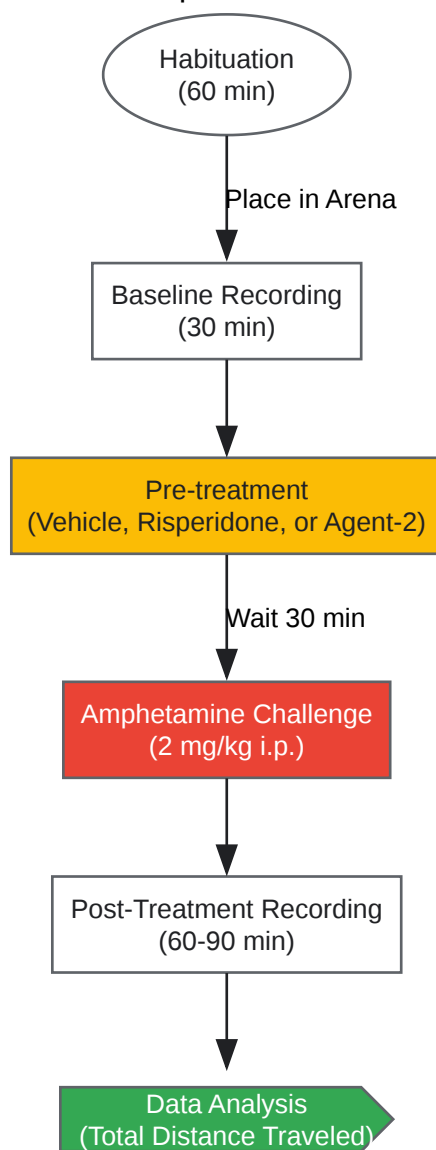 Habituation
(60 min)
Place in Arena
Baseline Recording
(30 min)
Pre-treatment
(Vehicle, Risperidone, or Agent-2)
Wait 30 min
Amphetamine Challenge
(2 mg/kg i.p.)
Post-Treatment Recording
(60-90 min)
Data Analysis
(Total Distance Traveled)